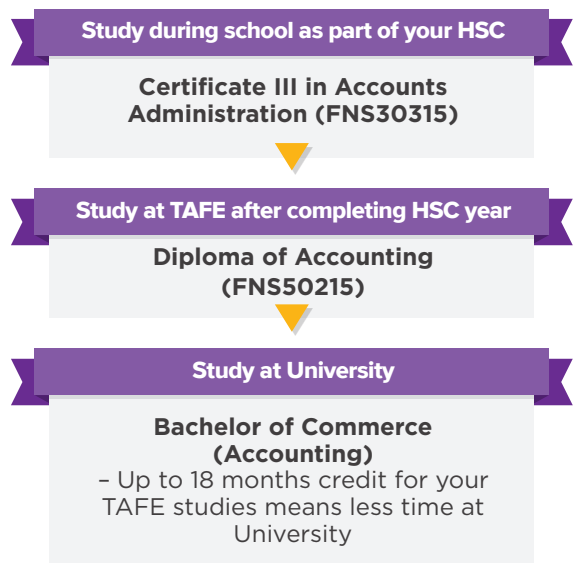 Study during school as part of your HSC
Certificate III in Accounts
Administration (FNS30315)
Study at TAFE after completing HSC year
Diploma of Accounting
(FNS50215)
Study at University
Bachelor of Commerce
(Accounting)
– Up to 18 months credit for your
TAFE studies means less time at
University